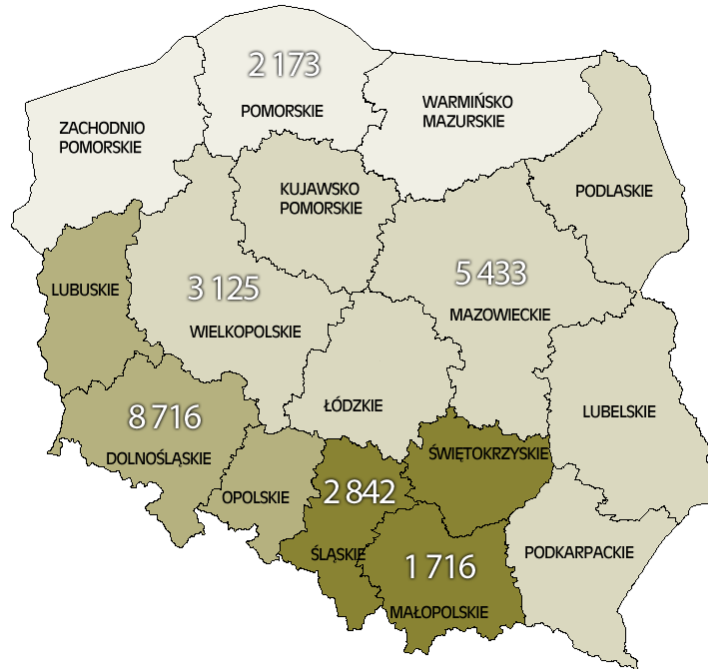 2 173
POMORSKIE
WARMIŃSKO
MAZURSKIE
ZACHODNIO
POMORSKIE
KUJAWSKO
POMORSKIE
PODLASKIE
LUBUSKIE
3 125
WIELKOPOLSKIE
5 433
MAZOWIECKIE
ŁÓDZKIE
LUBELSKIE
8 716
DOLNOŚLĄSKIE
OPOLSKIE
2 842
ŚLĄSKIE
ŚWIĘTOKRZYSKIE
1 716
MAŁOPOLSKIE
PODKARPACKIE